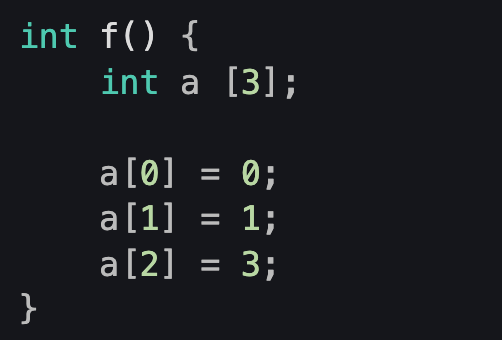 int f() {
    int a [3];

    a[0] = 0;
    a[1] = 1;
    a[2] = 3;
}